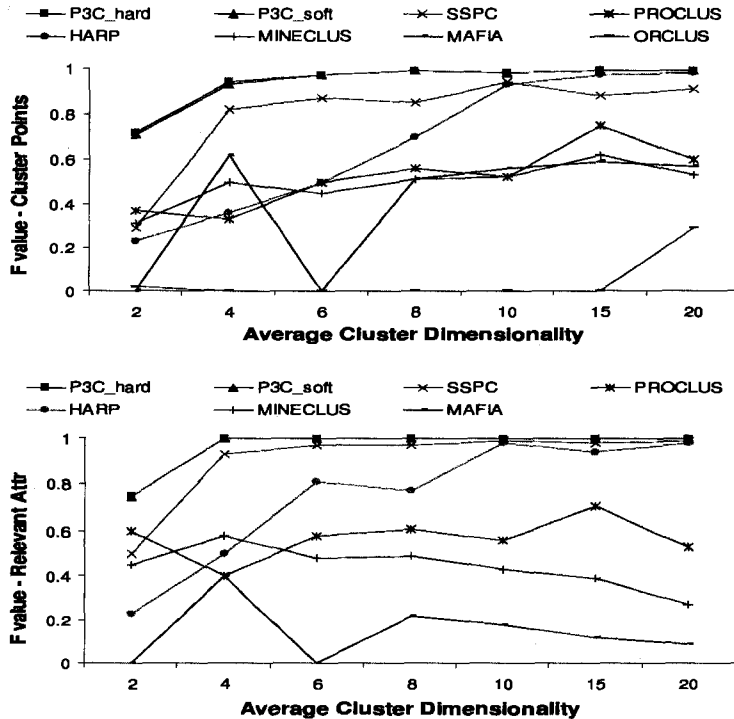 P3C_hard P3C_soft SSPC PROCLUS
HARP MINECLUS MAFIA ORCLUS
F value - Cluster Points
1
0.8
0.6
0.4
0.2
0
2 4 6 8 10 15 20
Average Cluster Dimensionality
P3C_hard P3C_soft SSPC PROCLUS
HARP MINECLUS MAFIA
F value - Relevant Attr
1
0.8
0.6
0.4
0.2
0
2 4 6 8 10 15 20
Average Cluster Dimensionality